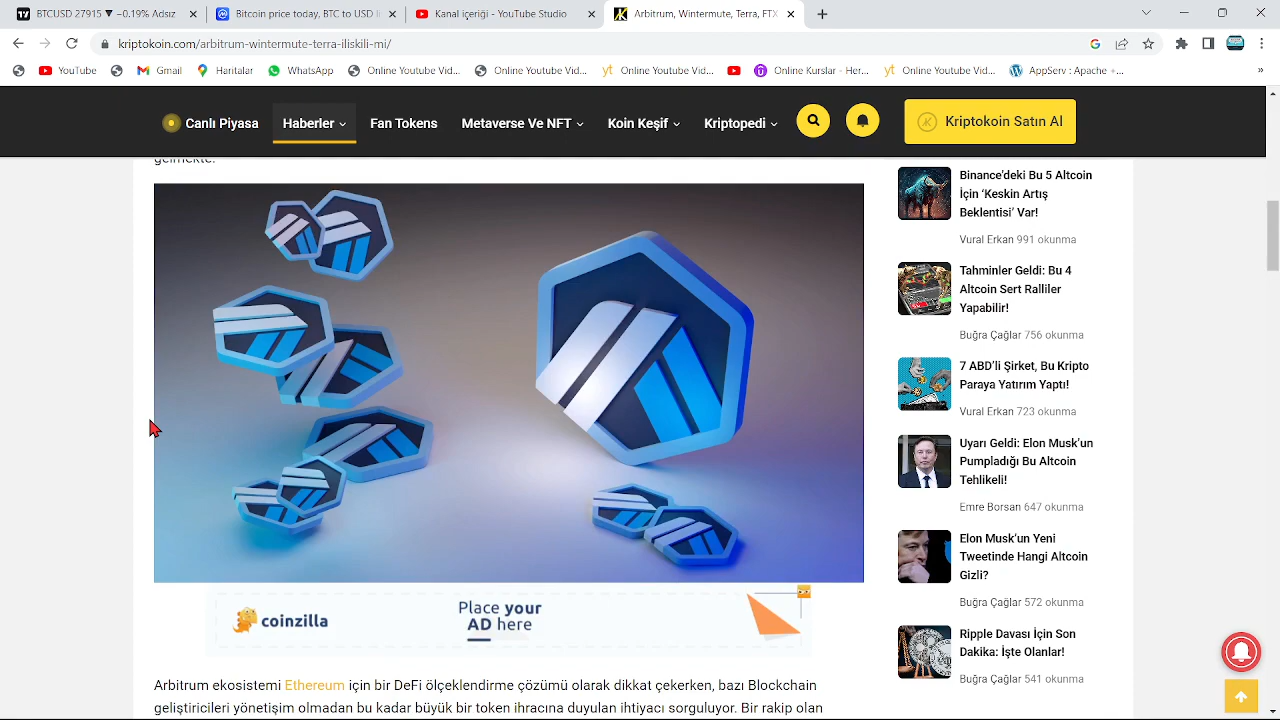 BTCUSD 27915 ▼ −0.19% Adsız
Bitcoin price today, BTC to USD li
Kanal içeriği - YouTube Studio
Arbitrum, Wintermute, Terra, FTX
kriptokoin.com/arbitrum-wintermute-terra-iliskili-mi/
YouTube
Gmail
Haritalar
WhatsApp
Online Youtube Vid...
Online Youtube Vid...
Online Youtube Vid...
Online Kurslar - Her...
Online Youtube Vid...
AppServ : Apache +...
»
Canlı Piyasa
Haberler
Fan Tokens
Metaverse Ve NFT
Koin Keşif
Kriptopedi
Kriptokoin Satın Al
gelmekte.
Binance’deki Bu 5 Altcoin
İçin ‘Keskin Artış
Beklentisi’ Var!
Vural Erkan 991 okunma
Tahminler Geldi: Bu 4
Altcoin Sert Ralliler
Yapabilir!
Buğra Çağlar 756 okunma
7 ABD’li Şirket, Bu Kripto
Paraya Yatırım Yaptı!
Vural Erkan 723 okunma
Uyarı Geldi: Elon Musk’un
Pumpladığı Bu Altcoin
Tehlikeli!
Emre Borsan 647 okunma
Elon Musk’un Yeni
Tweetinde Hangi Altcoin
Gizli?
Buğra Çağlar 572 okunma
Ripple Davası İçin Son
Dakika: İşte Olanlar!
Buğra Çağlar 541 okunma
coinzilla
Place your
AD here
Arbitrum ekosistemi Ethereum için bir DeFi ölçeklendirme çözümü olarak dikkat çekerken, bazı Blockchain
geliştiricileri yönetişim olmadan bu kadar büyük bir token ihracına duyulan ihtiyacı sorguluyor. Bir rakip olan